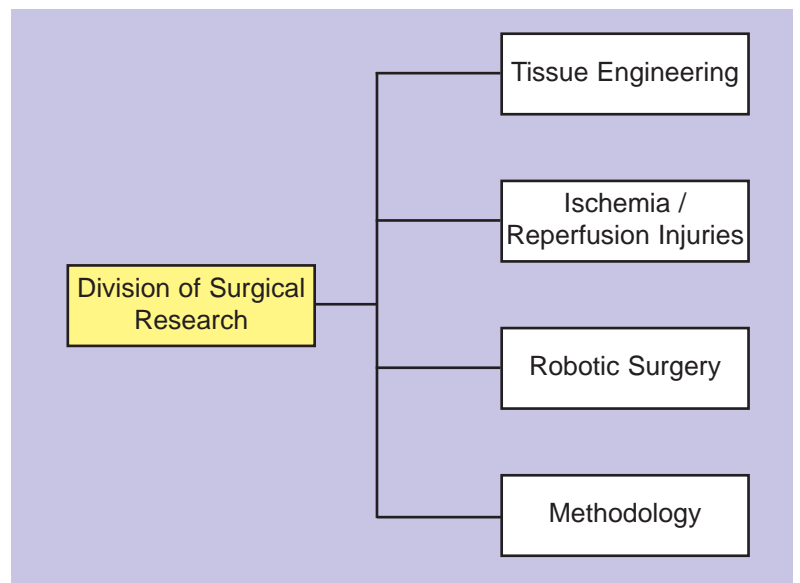 Tissue Engineering
Ischemia /
Reperfusion Injuries
Division of Surgical
Research
Robotic Surgery
Methodology